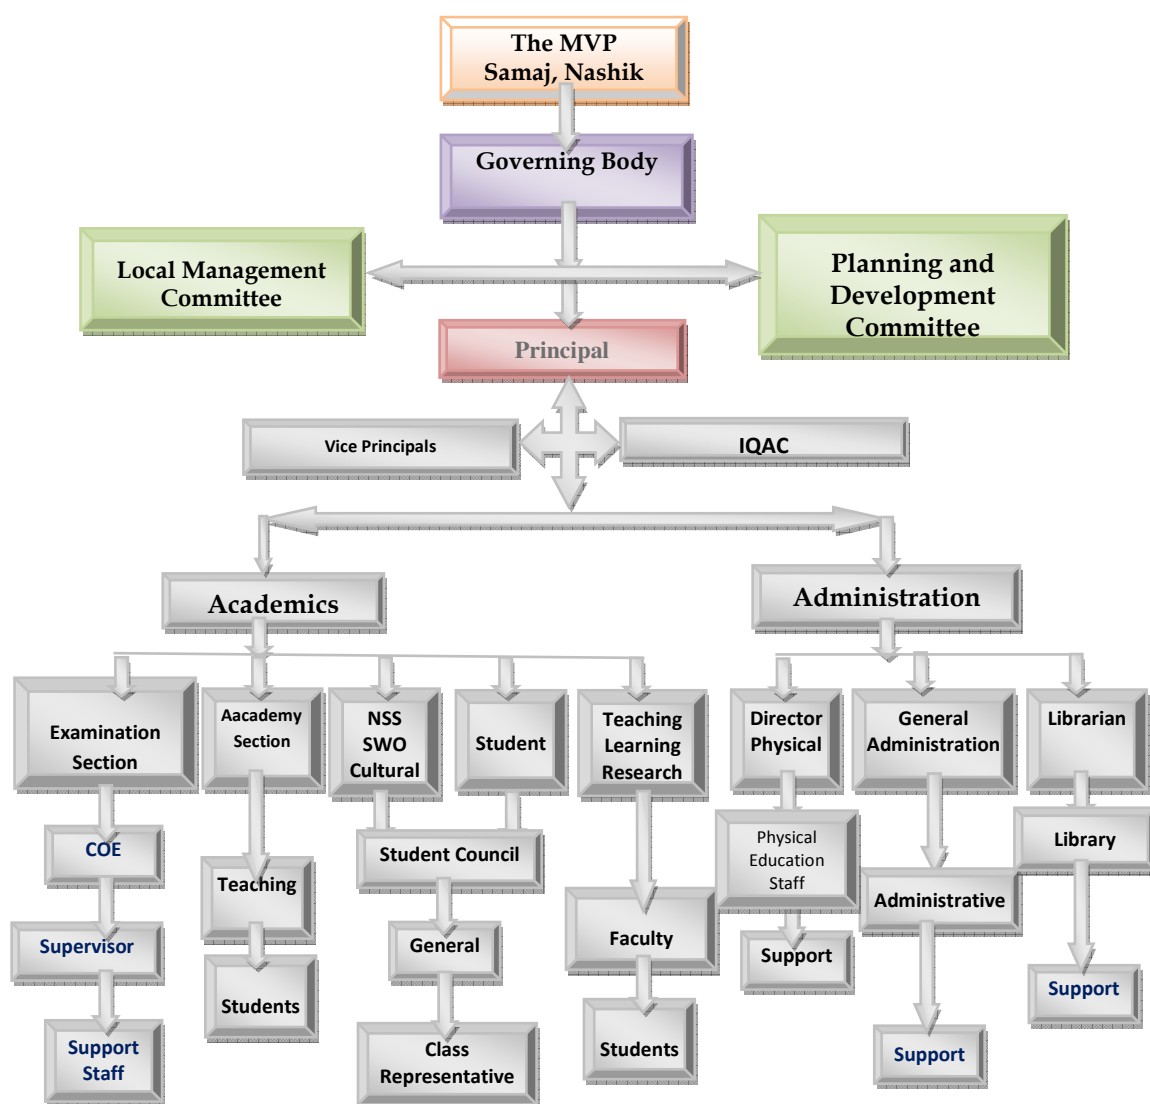 The MVP
Samaj, Nashik
Governing Body
Local Management
Committee
Planning and
Development
Committee
Principal
Vice Principals
IQAC
Academics
Administration
Examination
Section
Aacademy
Section
NSS
SWO
Cultural
Student
Teaching
Learning
Research
Director
Physical
General
Administration
Librarian
COE
Teaching
Student Council
Physical
Education
Staff
Library
Administrative
Supervisor
General
Faculty
Support
Students
Support
Support
Staff
Class
Representative
Students
Support